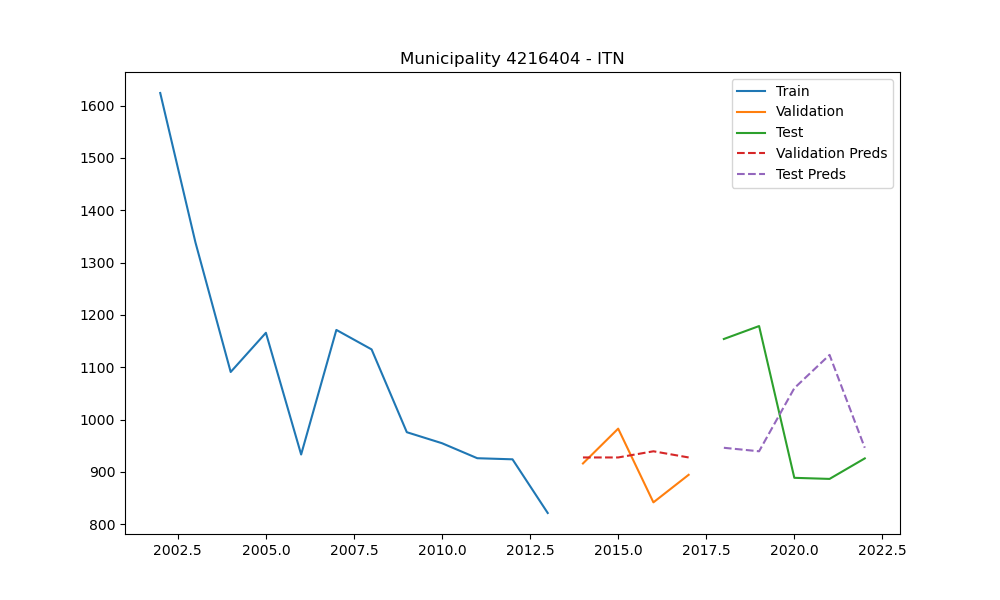 Municipality 4216404 - ITN
Train
Validation
Test
Validation Preds
Test Preds
1600
1500
1400
1300
1200
1100
1000
900
800
2002.5 2005.0 2007.5 2010.0 2012.5 2015.0 2017.5 2020.0 2022.5